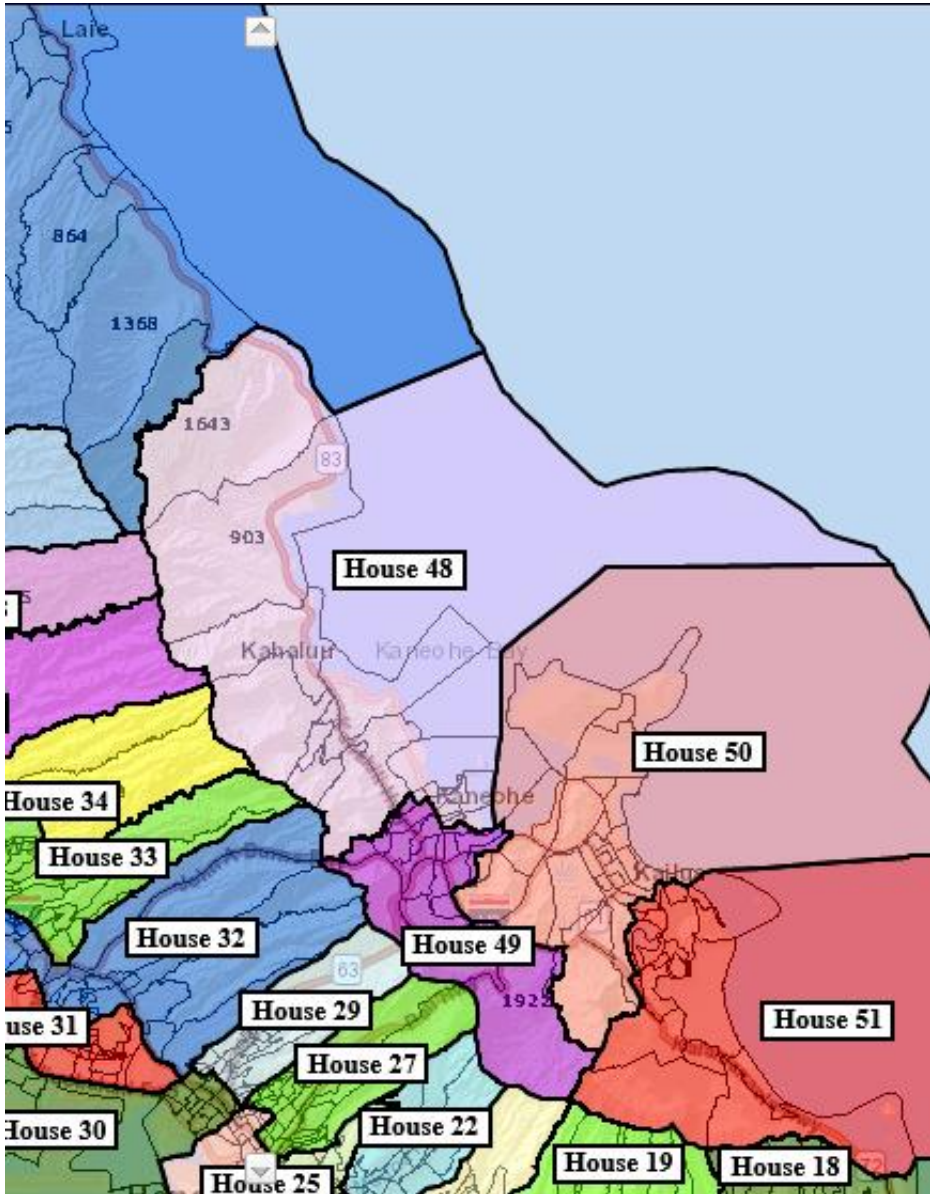 Laie
864
1368
1643
83
903
House 48
Kahaluu
Kaneohe Bay
House 50
House 34
Kaneohe
House 33
House 32
House 49
63
1922
House 29
House 31
House 51
House 27
House 30
House 22
House 19
House 18
72
House 25